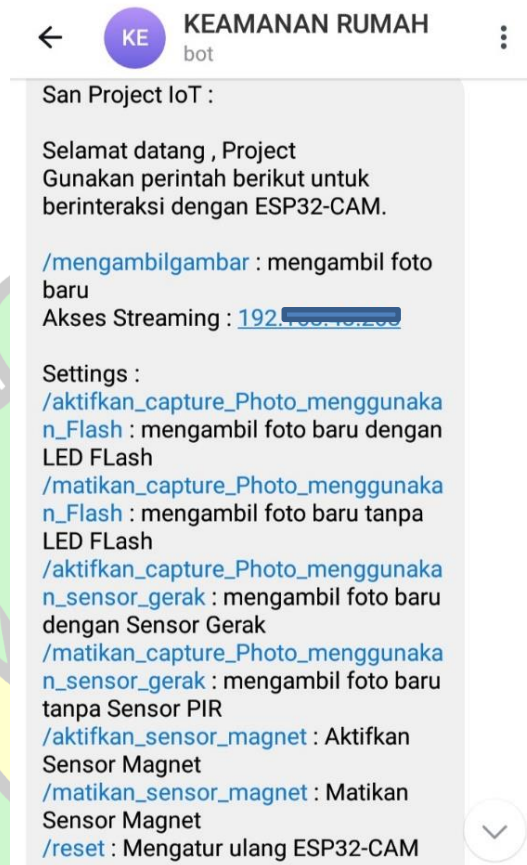 KE
KEAMANAN RUMAH
bot
San Project IoT :
Selamat datang , Project
Gunakan perintah berikut untuk
berinteraksi dengan ESP32-CAM.
/mengambilgambar : mengambil foto
baru
Akses Streaming : 192.
Settings :
/aktifkan_capture_Photo_menggunaka
n_Flash : mengambil foto baru dengan
LED FLash
/matikan_capture_Photo_menggunaka
n_Flash : mengambil foto baru tanpa
LED FLash
/aktifkan_capture_Photo_menggunaka
n_sensor_gerak : mengambil foto baru
dengan Sensor Gerak
/matikan_capture_Photo_menggunaka
n_sensor_gerak : mengambil foto baru
tanpa Sensor PIR
/aktifkan_sensor_magnet : Aktifkan
Sensor Magnet
/matikan_sensor_magnet : Matikan
Sensor Magnet
/reset : Mengatur ulang ESP32-CAM